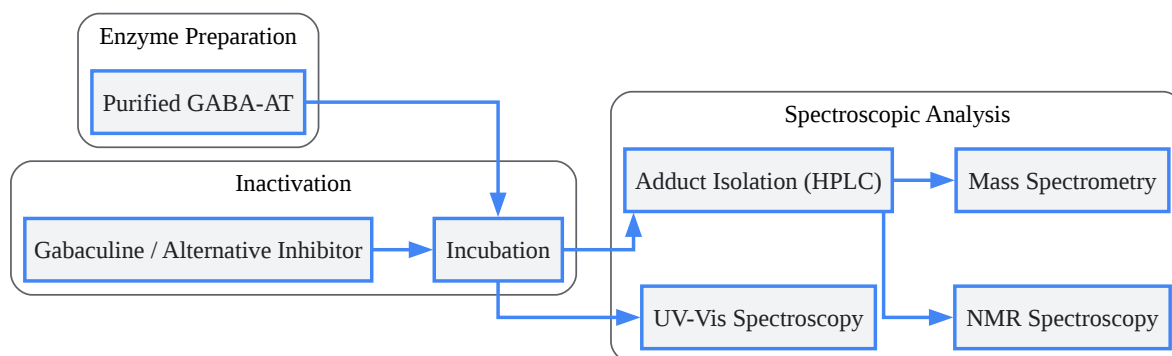 Enzyme Preparation
Purified GABA-AT
Spectroscopic Analysis
Inactivation
Adduct Isolation (HPLC)
Mass Spectrometry
Gabaculine / Alternative Inhibitor
Incubation
UV-Vis Spectroscopy
NMR Spectroscopy